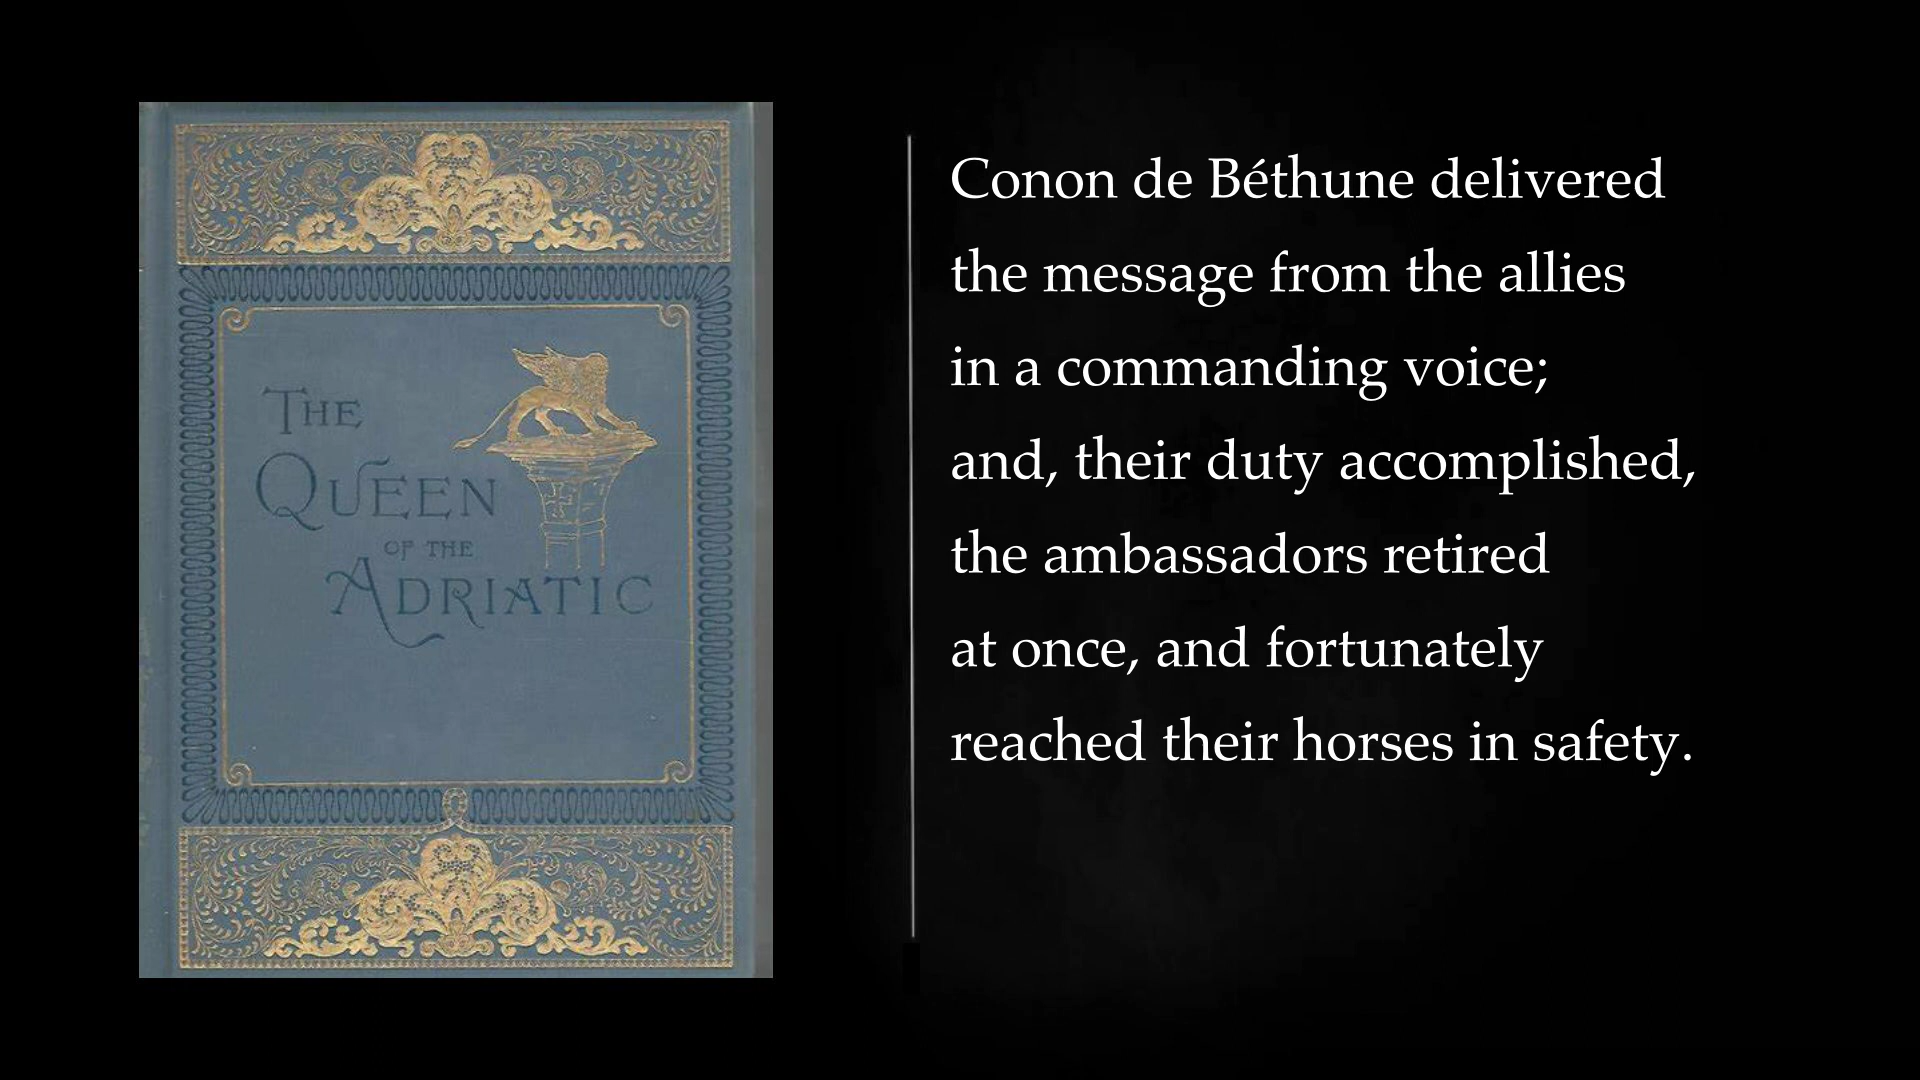 THE
QUEEN
OF THE
ADRIATIC
Conon de Béthune delivered
the message from the allies
in a commanding voice;
and, their duty accomplished,
the ambassadors retired
at once, and fortunately
reached their horses in safety.